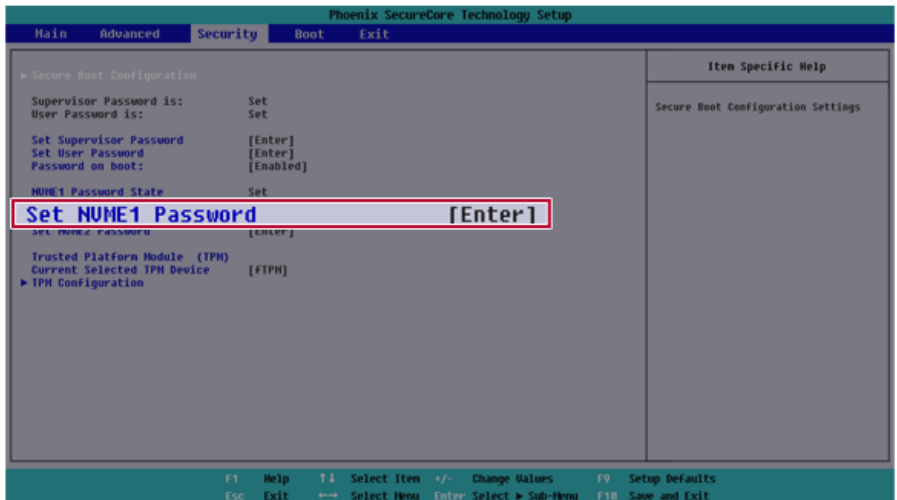 Phoenix SecureCore Technology Setup
Main Advanced Security Boot Exit
Item Specific Help
▶ Secure Boot Configuration
Secure Boot Configuration Settings
Supervisor Password is: Set
User Password is: Set
Set Supervisor Password [Enter]
Set User Password [Enter]
Password on boot: [Enabled]
NVME1 Password State Set
Set NVME1 Password [Enter]
Set NVME2 Password [Enter]
Trusted Platform Module (TPM)
Current Selected TPM Device [fTPM]
▶ TPM Configuration
F1 Help ↑↓ Select Item +/- Change Values F9 Setup Defaults
Esc Exit ←→ Select Menu Enter Select ▶ Sub-Menu F10 Save and Exit